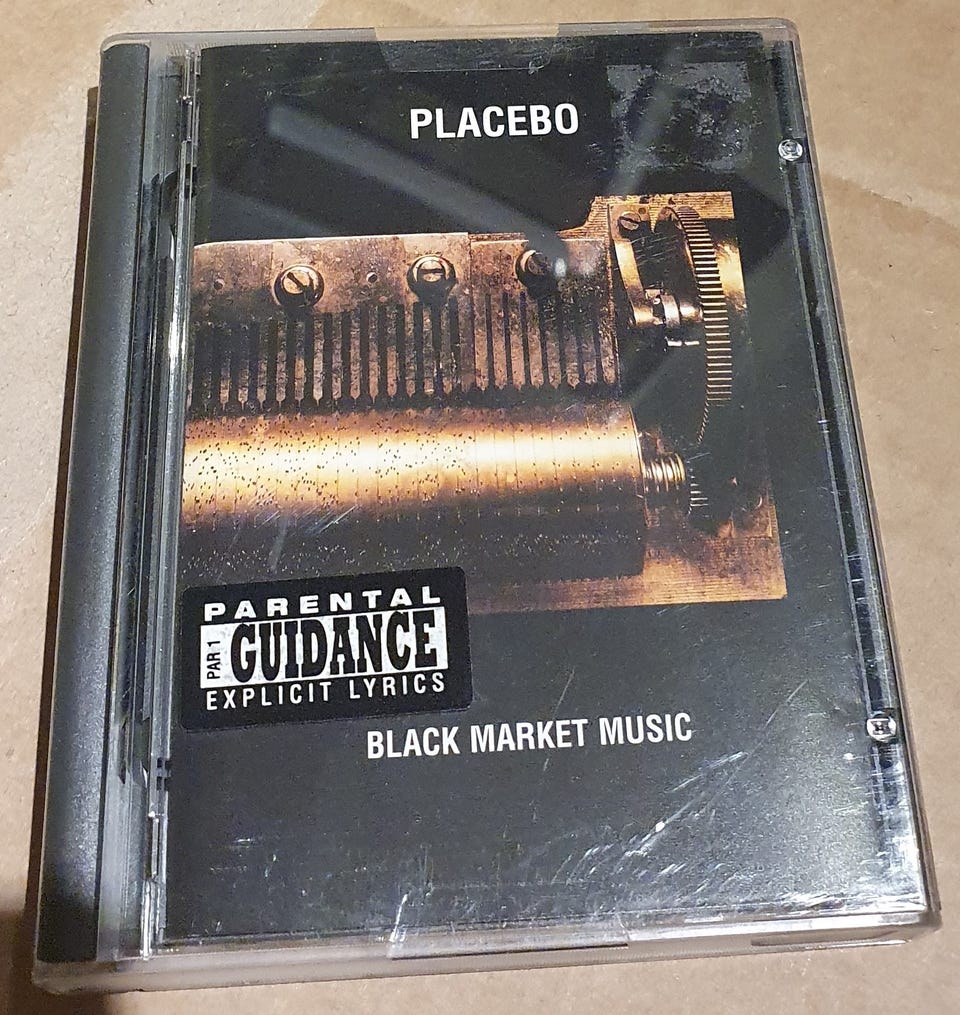 PLACEBO
PARENTAL
PAR 1
GUIDANCE
EXPLICIT LYRICS
BLACK MARKET MUSIC